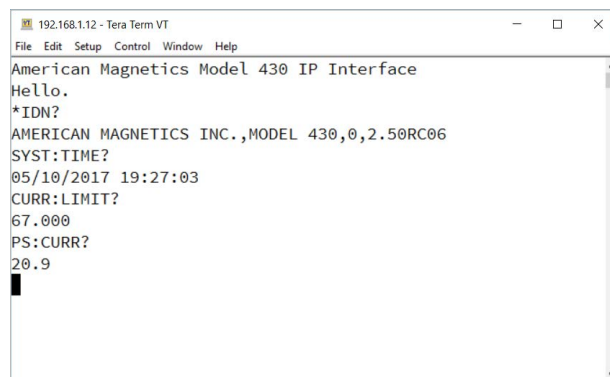 VT 192.168.1.12 - Tera Term VT
File Edit Setup Control Window Help
American Magnetics Model 430 IP Interface
Hello.
*IDN?
AMERICAN MAGNETICS INC.,MODEL 430,0,2.50RC06
SYST:TIME?
05/10/2017 19:27:03
CURR:LIMIT?
67.000
PS:CURR?
20.9